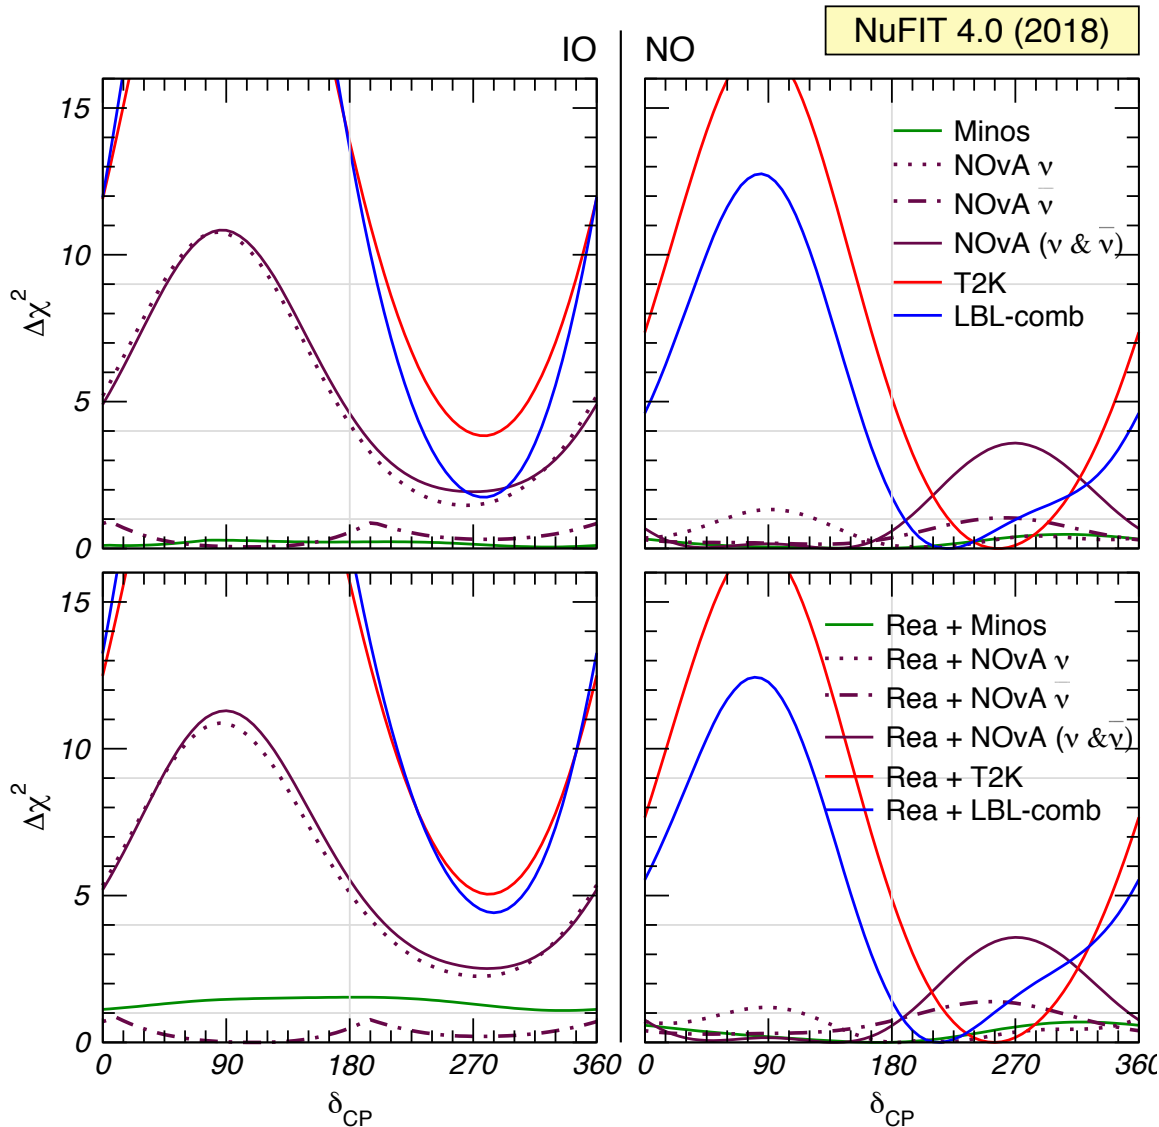 NuFIT 4.0 (2018)
IO
NO
15
10
5
0
Δχ²
Minos
NOvA ν
NOvA ν̄
NOvA (ν & ν̄)
T2K
LBL-comb
15
10
5
0
Δχ²
Rea + Minos
Rea + NOvA ν
Rea + NOvA ν̄
Rea + NOvA (ν &ν̄)
Rea + T2K
Rea + LBL-comb
0 90 180 270 360
0 90 180 270 360
δCP
δCP